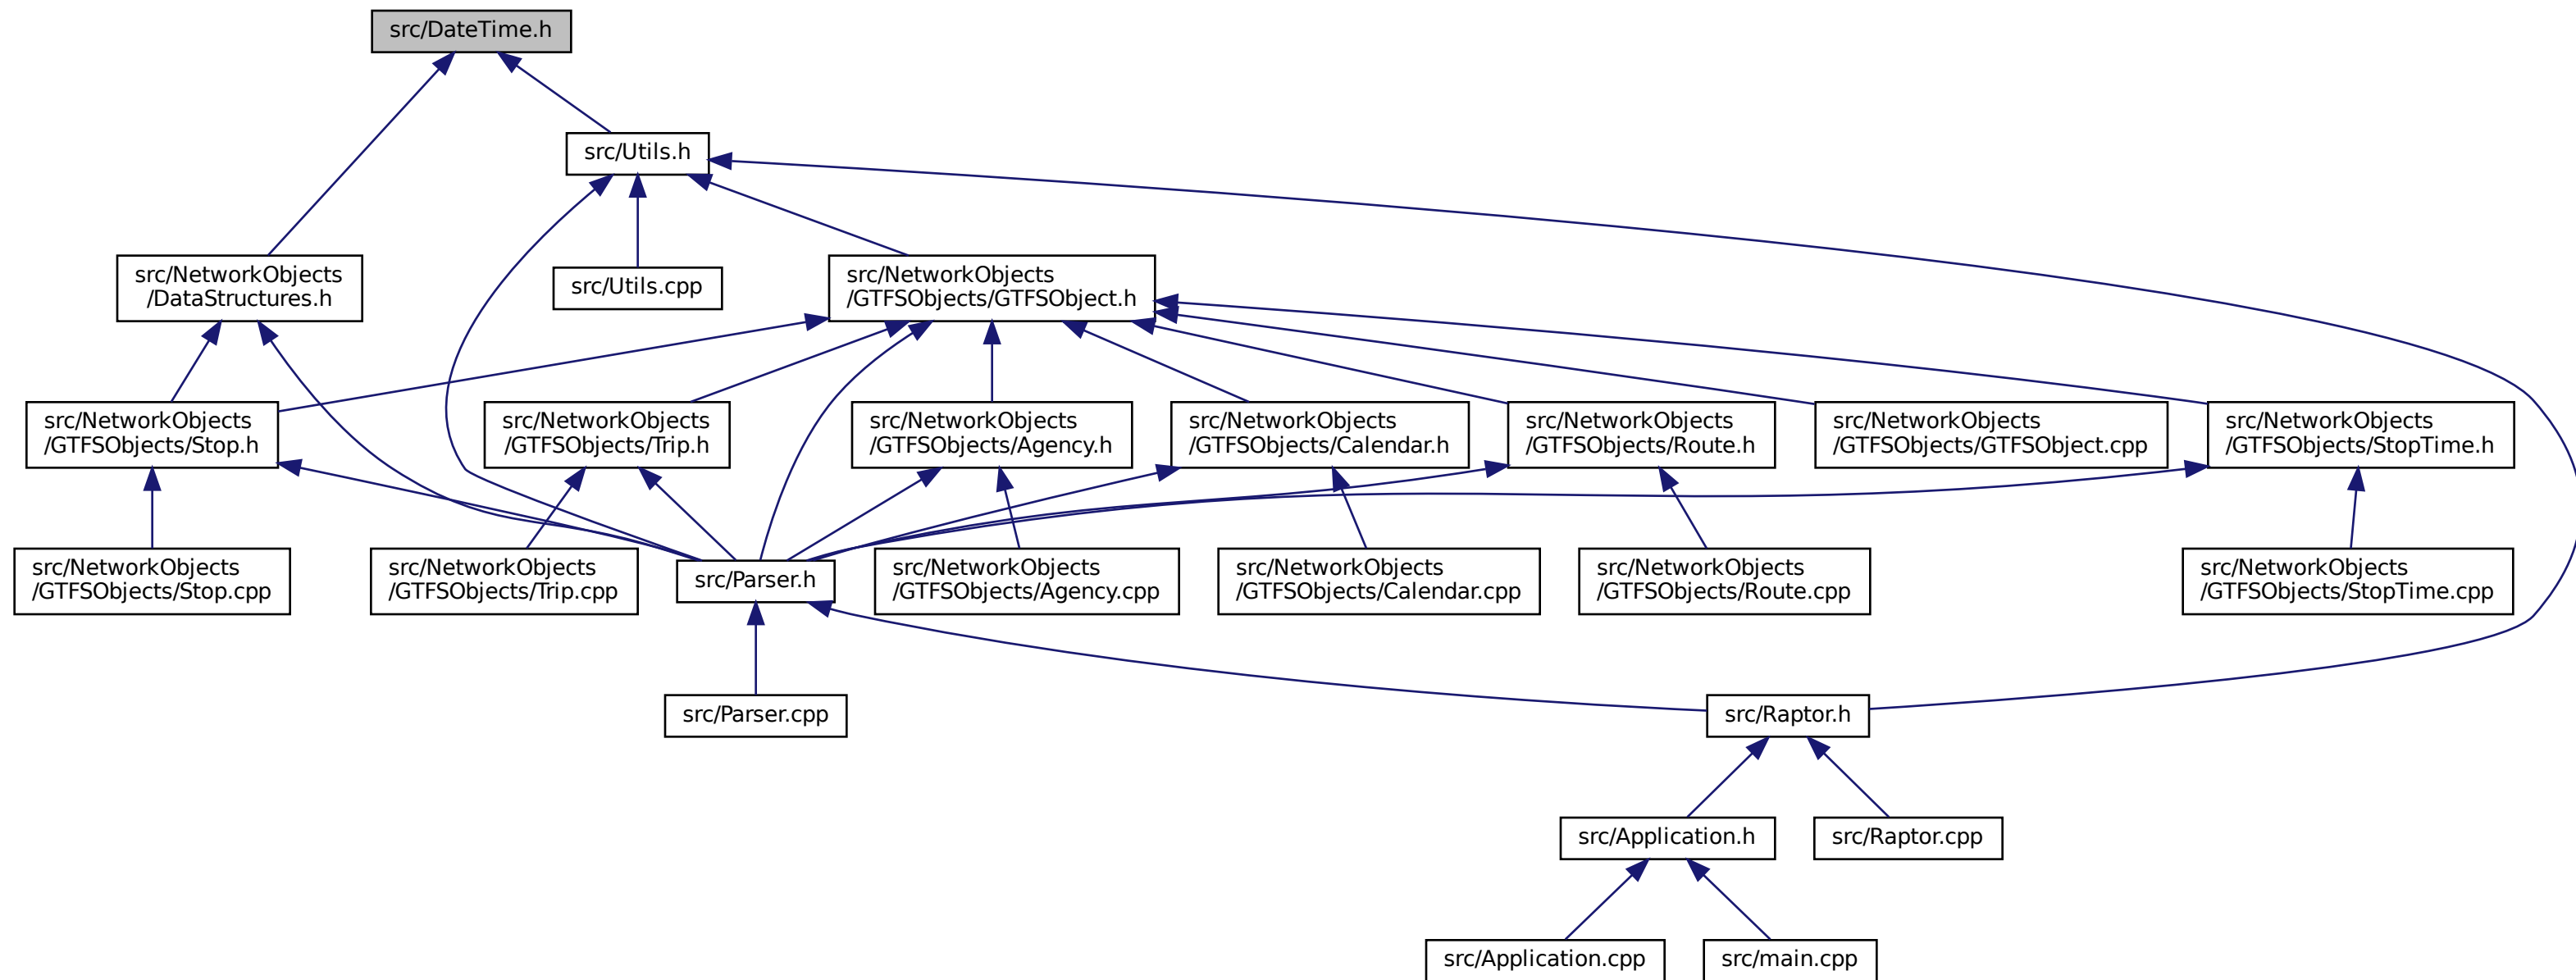 src/DateTime.h
src/Utils.h
src/NetworkObjects
/DataStructures.h
src/Utils.cpp
src/NetworkObjects
/GTFSObjects/GTFSObject.h
src/NetworkObjects
/GTFSObjects/Stop.h
src/NetworkObjects
/GTFSObjects/Trip.h
src/NetworkObjects
/GTFSObjects/Agency.h
src/NetworkObjects
/GTFSObjects/Calendar.h
src/NetworkObjects
/GTFSObjects/Route.h
src/NetworkObjects
/GTFSObjects/GTFSObject.cpp
src/NetworkObjects
/GTFSObjects/StopTime.h
src/NetworkObjects
/GTFSObjects/Stop.cpp
src/NetworkObjects
/GTFSObjects/Trip.cpp
src/Parser.h
src/NetworkObjects
/GTFSObjects/Agency.cpp
src/NetworkObjects
/GTFSObjects/Calendar.cpp
src/NetworkObjects
/GTFSObjects/Route.cpp
src/NetworkObjects
/GTFSObjects/StopTime.cpp
src/Parser.cpp
src/Raptor.h
src/Application.h
src/Raptor.cpp
src/Application.cpp
src/main.cpp